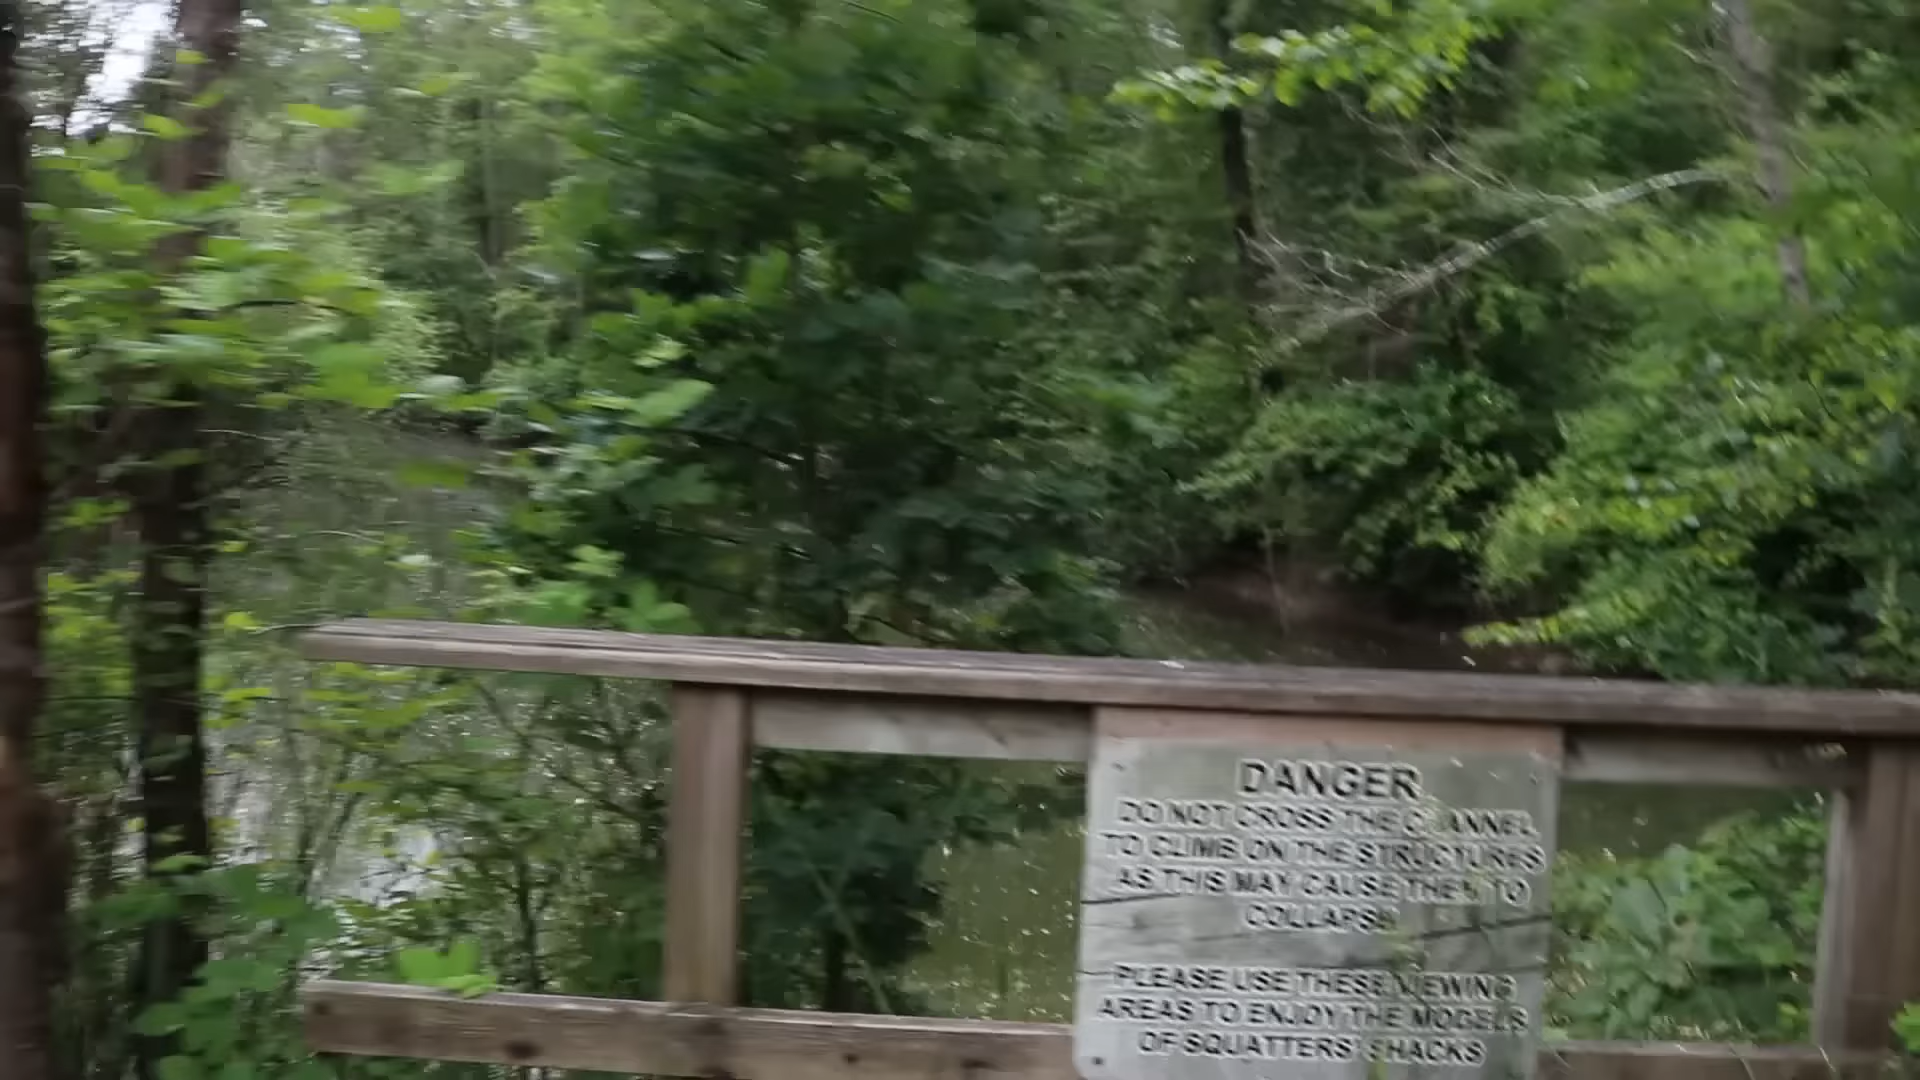 DANGER
DO NOT CROSS THE CHANNEL
TO CLIMB ON THE STRUCTURES
AS THIS MAY CAUSE THEM TO
COLLAPSE
PLEASE USE THESE VIEWING
AREAS TO ENJOY THE MODELS
OF SQUATTERS' SHACKS